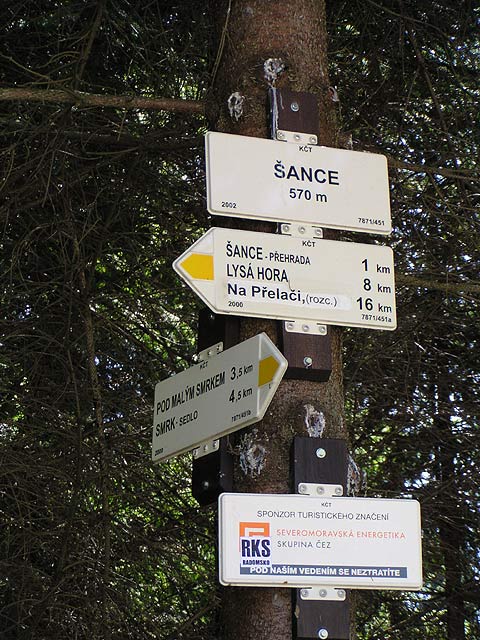 KČT
ŠANCE
570 m
2002 7871/451
KČT
ŠANCE - PŘEHRADA 1 km
LYSÁ HORA 8 km
Na Přelači,(rozc.) 16 km
2000 7871/451a
KČT
POD MALÝM SMRKEM 3,5 km
SMRK - SEDLO 4,5 km
2000 7871/451b
KČT
SPONZOR TURISTICKÉHO ZNAČENÍ
SEVEROMORAVSKÁ ENERGETIKA
SKUPINA ČEZ
RKS
RADOMSKO
POD NAŠÍM VEDENÍM SE NEZTRATÍTE